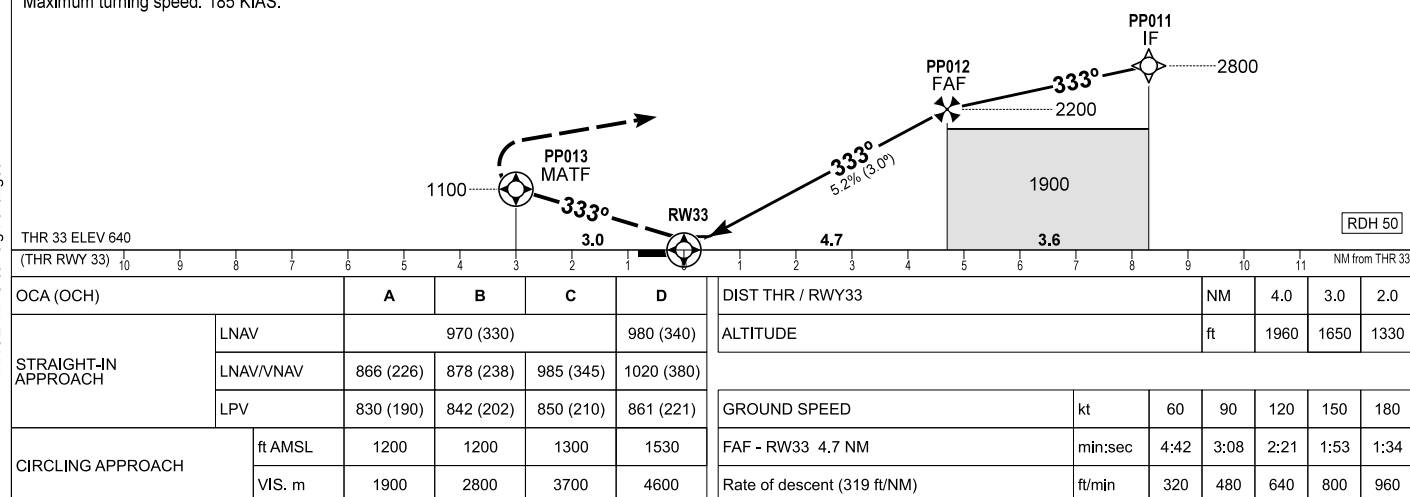 Maximum turning speed: 185 KIAS.
PP011
IF
2800
PP012
FAF
333º
2200
333º
5.2% (3.0º)
1900
PP013
MATF
1100
333º
RW33
RDH 50
THR 33 ELEV 640
3.0 4.7 3.6
(THR RWY 33) 10 9 8 7 6 5 4 3 2 1 0 1 2 3 4 5 6 7 8 9 10 11 NM from THR 33
OCA (OCH) A B C D
STRAIGHT-IN APPROACH
LNAV 970 (330) 980 (340)
LNAV/VNAV 866 (226) 878 (238) 985 (345) 1020 (380)
LPV 830 (190) 842 (202) 850 (210) 861 (221)
CIRCLING APPROACH
ft AMSL 1200 1200 1300 1530
VIS. m 1900 2800 3700 4600
DIST THR / RWY33 NM 4.0 3.0 2.0
ALTITUDE ft 1960 1650 1330
GROUND SPEED kt 60 90 120 150 180
FAF - RW33 4.7 NM min:sec 4:42 3:08 2:21 1:53 1:34
Rate of descent (319 ft/NM) ft/min 320 480 640 800 960